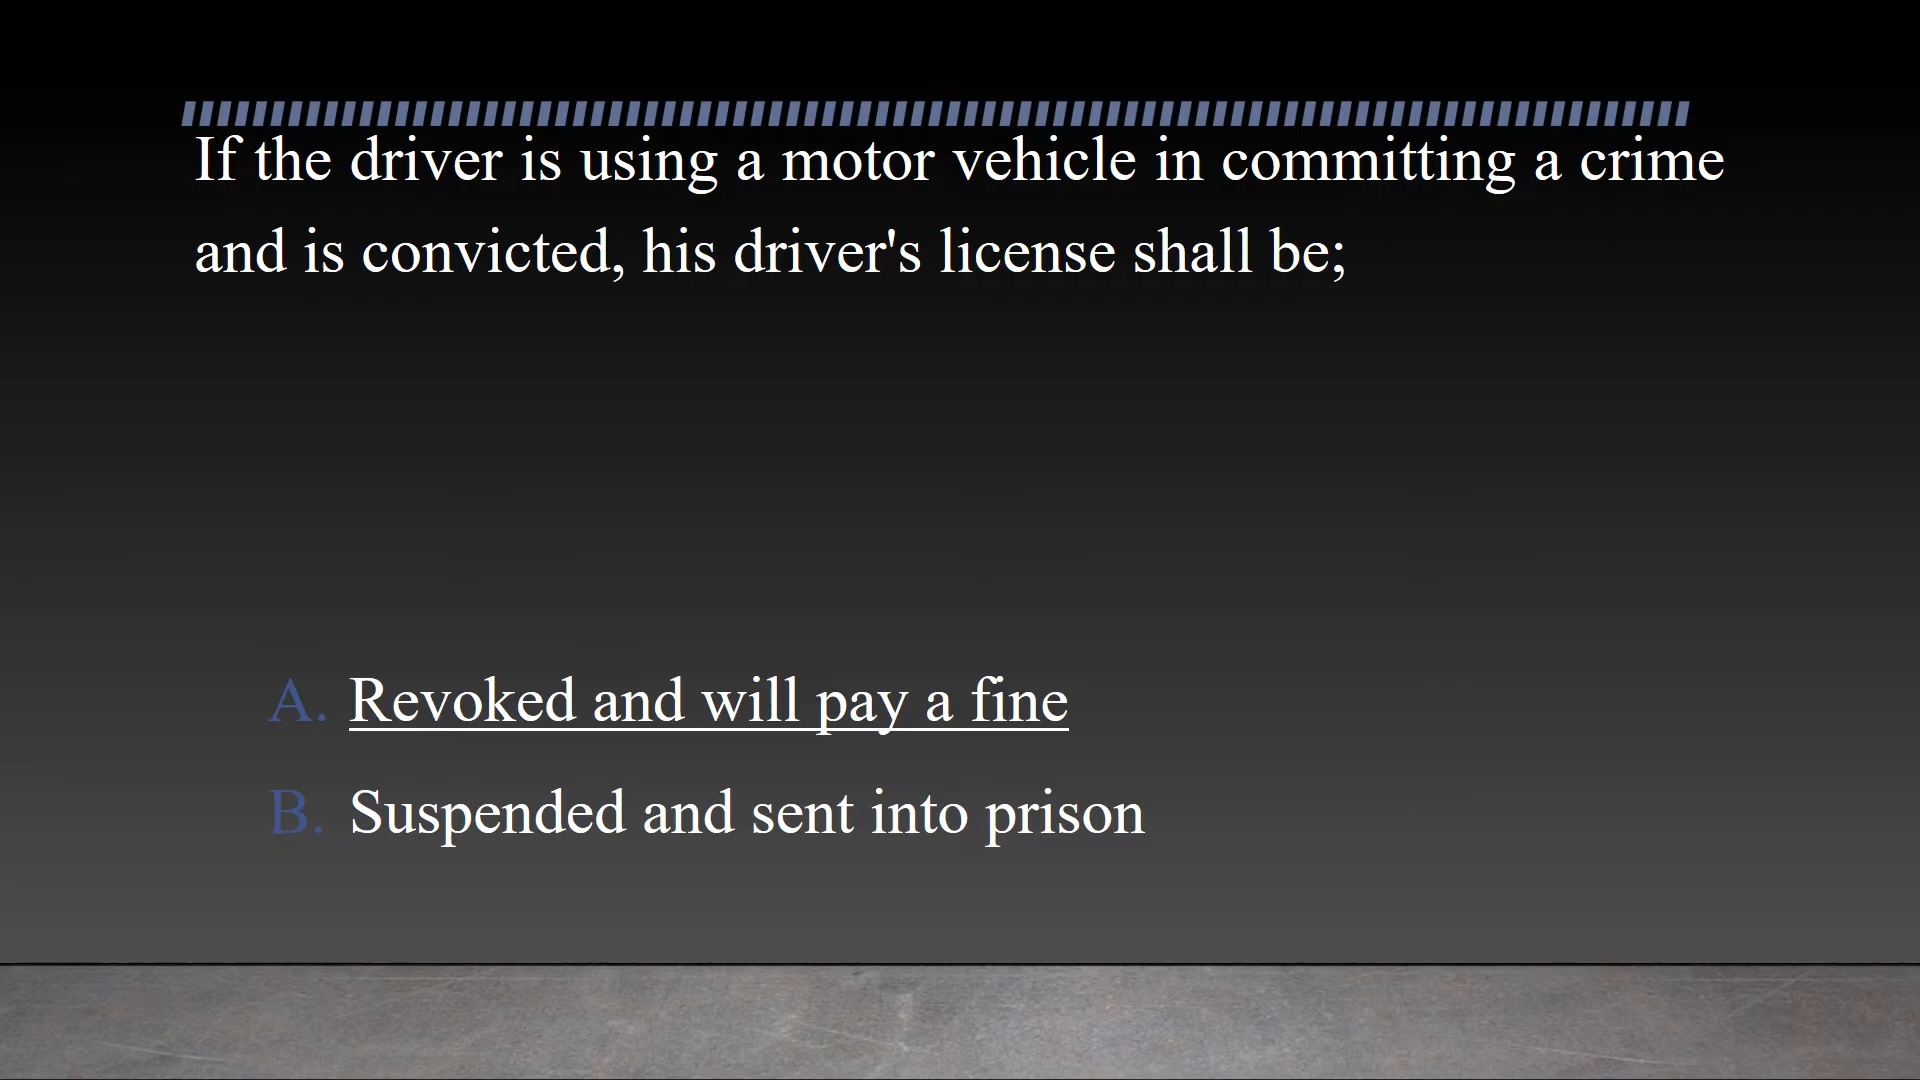 If the driver is using a motor vehicle in committing a crime
and is convicted, his driver's license shall be;
A. Revoked and will pay a fine
B. Suspended and sent into prison